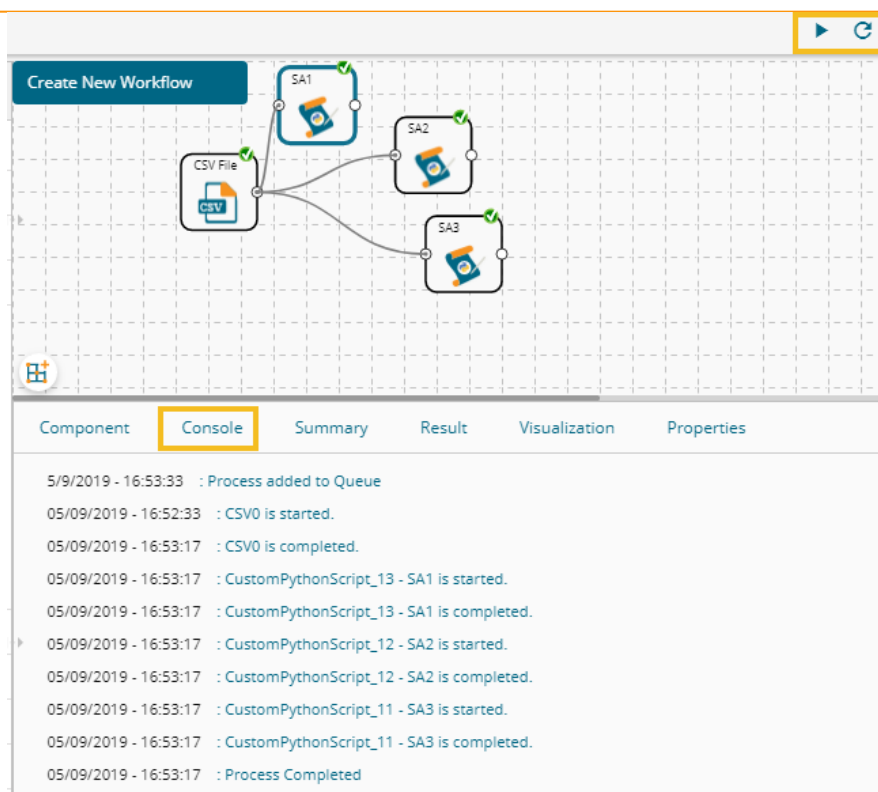 Create New Workflow
SA1
SA2
CSV File
CSV
SA3
Component Console Summary Result Visualization Properties
5/9/2019 - 16:53:33 : Process added to Queue
05/09/2019 - 16:52:33 : CSV0 is started.
05/09/2019 - 16:53:17 : CSV0 is completed.
05/09/2019 - 16:53:17 : CustomPythonScript_13 - SA1 is started.
05/09/2019 - 16:53:17 : CustomPythonScript_13 - SA1 is completed.
05/09/2019 - 16:53:17 : CustomPythonScript_12 - SA2 is started.
05/09/2019 - 16:53:17 : CustomPythonScript_12 - SA2 is completed.
05/09/2019 - 16:53:17 : CustomPythonScript_11 - SA3 is started.
05/09/2019 - 16:53:17 : CustomPythonScript_11 - SA3 is completed.
05/09/2019 - 16:53:17 : Process Completed